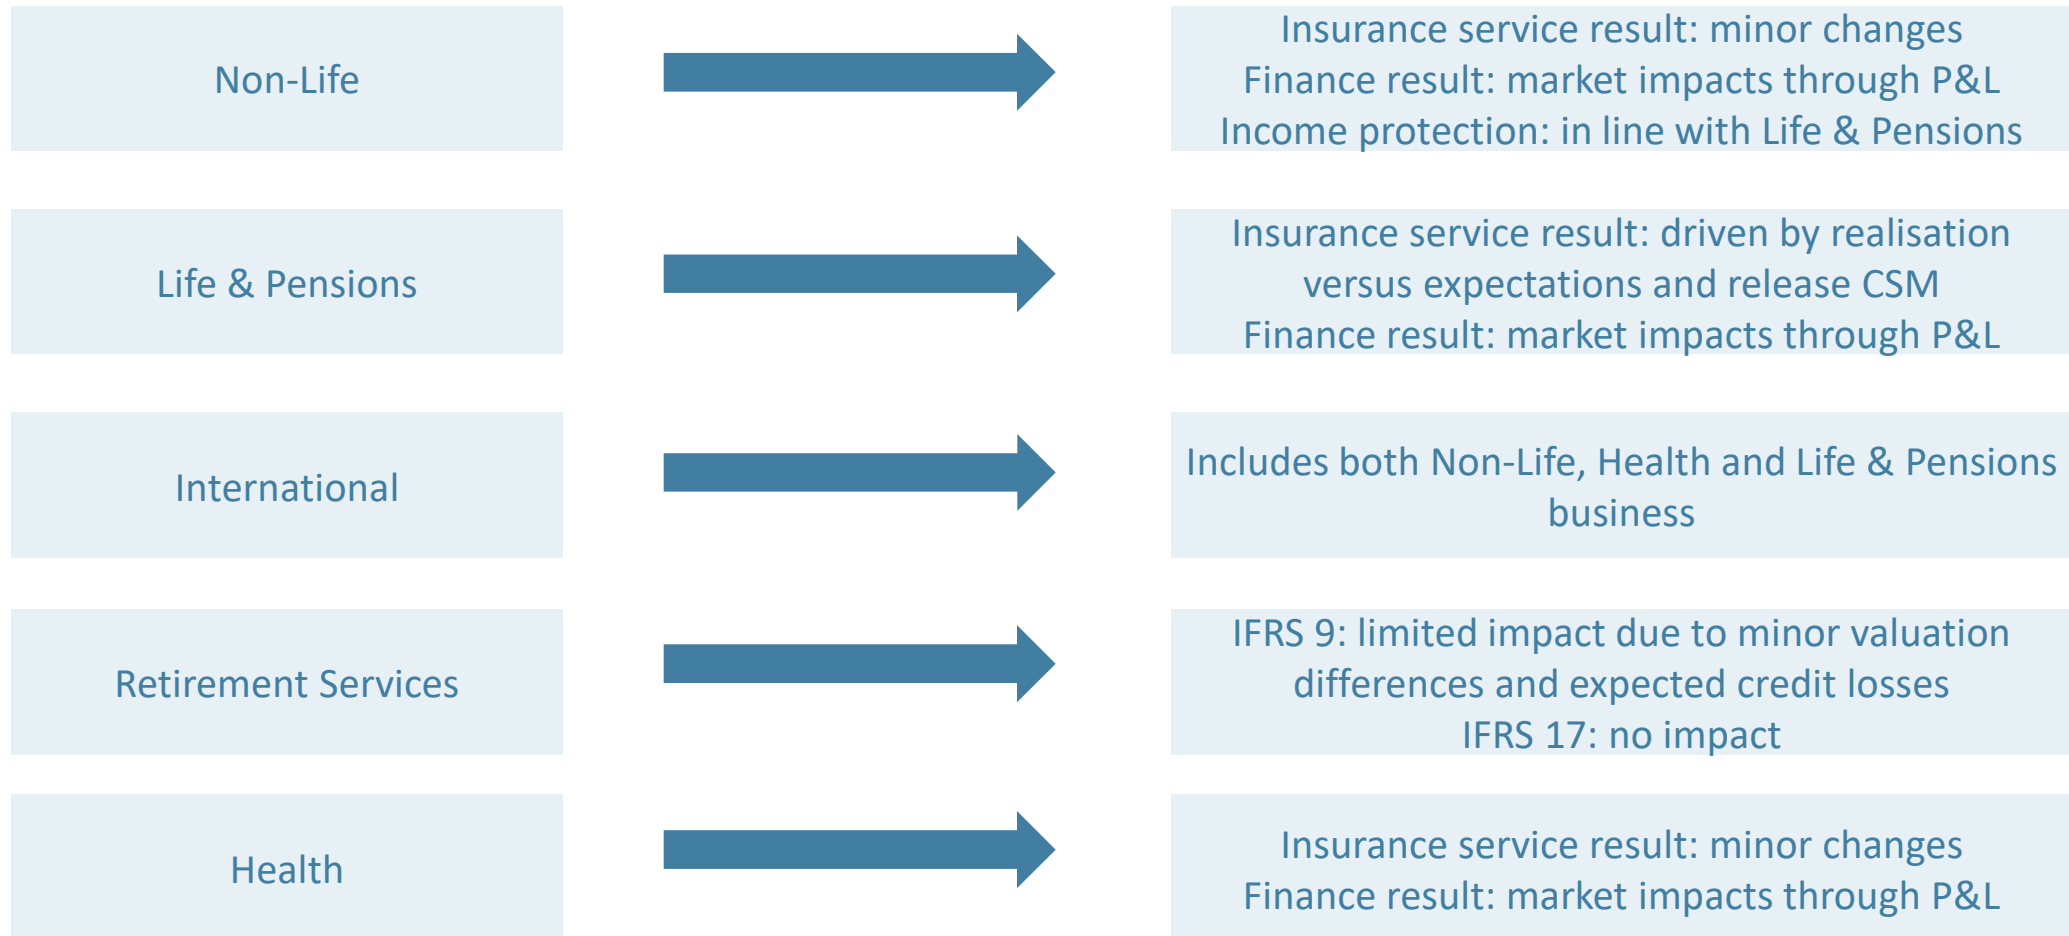 Non-Life
Insurance service result: minor changes
Finance result: market impacts through P&L
Income protection: in line with Life & Pensions
Life & Pensions
Insurance service result: driven by realisation
versus expectations and release CSM
Finance result: market impacts through P&L
International
Includes both Non-Life, Health and Life & Pensions
business
Retirement Services
IFRS 9: limited impact due to minor valuation
differences and expected credit losses
IFRS 17: no impact
Health
Insurance service result: minor changes
Finance result: market impacts through P&L